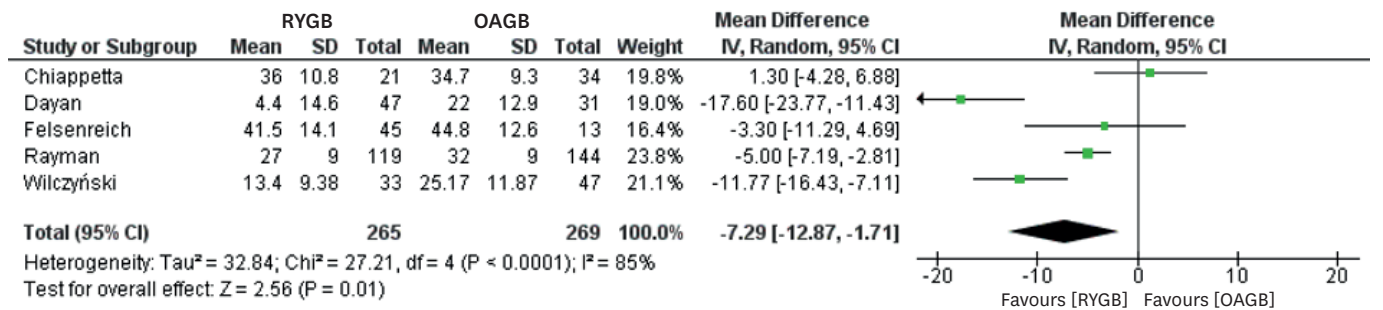 RYGB OAGB Mean Difference Mean Difference
Study or Subgroup Mean SD Total Mean SD Total Weight IV, Random, 95% CI IV, Random, 95% CI
Chiappetta 36 10.8 21 34.7 9.3 34 19.8% 1.30 [-4.28, 6.88]
Dayan 4.4 14.6 47 22 12.9 31 19.0% -17.60 [-23.77, -11.43]
Felsenreich 41.5 14.1 45 44.8 12.6 13 16.4% -3.30 [-11.29, 4.69]
Rayman 27 9 119 32 9 144 23.8% -5.00 [-7.19, -2.81]
Wilczyński 13.4 9.38 33 25.17 11.87 47 21.1% -11.77 [-16.43, -7.11]
Total (95% CI) 265 269 100.0% -7.29 [-12.87, -1.71]
Heterogeneity: Tau² = 32.84; Chi² = 27.21, df = 4 (P < 0.0001); I² = 85%
Test for overall effect: Z = 2.56 (P = 0.01)
-20 -10 0 10 20
Favours [RYGB] Favours [OAGB]